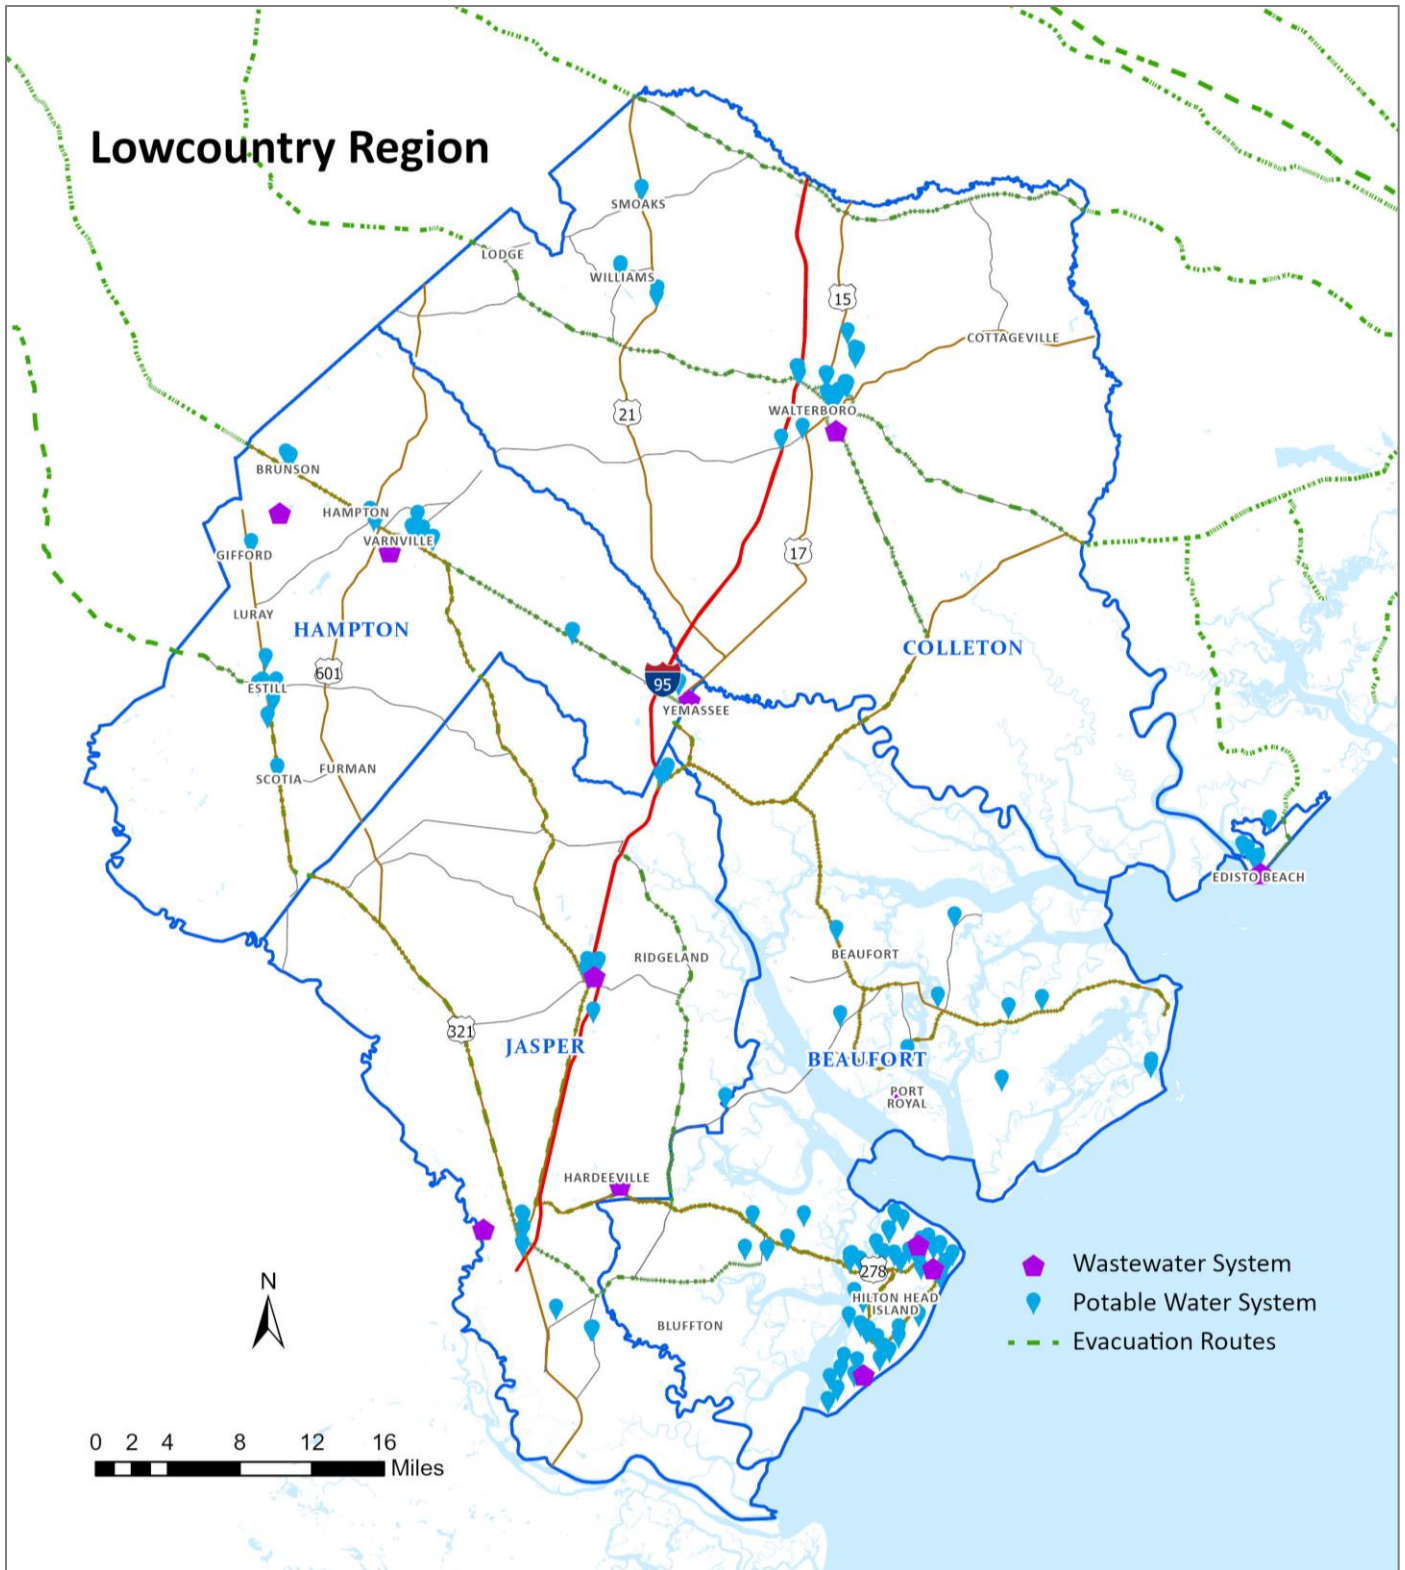 Lowcountry Region
SMOAKS
LODGE
WILLIAMS
15
COTTAGEVILLE
21
WALTERBORO
BRUNSON
HAMPTON
VARNVILLE
GIFFORD
17
LURAY
HAMPTON
COLLETON
601
95
ESTILL
YEMASSEE
SCOTIA
FURMAN
EDISTO BEACH
BEAUFORT
RIDGELAND
321
JASPER
BEAUFORT
PORT
ROYAL
HARDEEVILLE
278
HILTON HEAD
ISLAND
BLUFFTON
Wastewater System
Potable Water System
Evacuation Routes
N
0 2 4 8 12 16
Miles